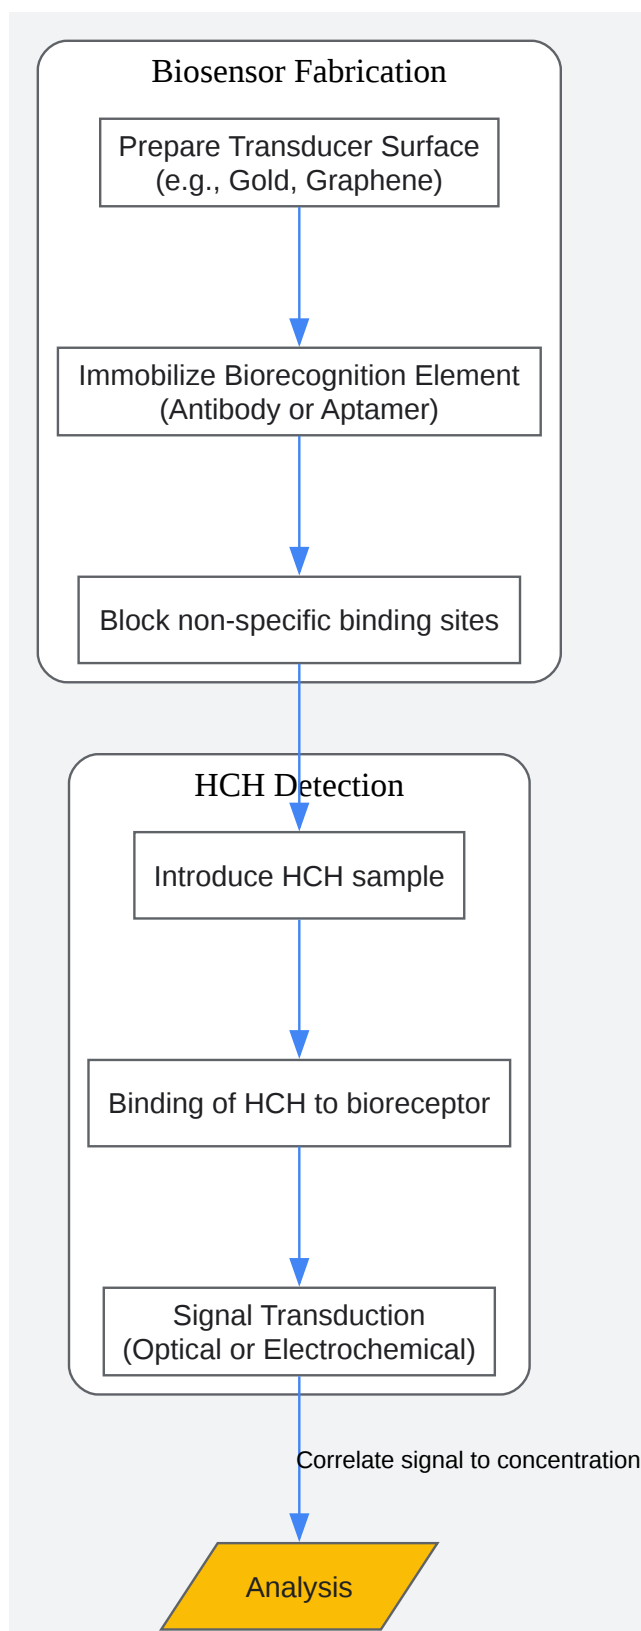 Biosensor Fabrication
Prepare Transducer Surface
(e.g., Gold, Graphene)
Immobilize Biorecognition Element
(Antibody or Aptamer)
Block non-specific binding sites
HCH Detection
Introduce HCH sample
Binding of HCH to bioreceptor
Signal Transduction
(Optical or Electrochemical)
Correlate signal to concentration
Analysis